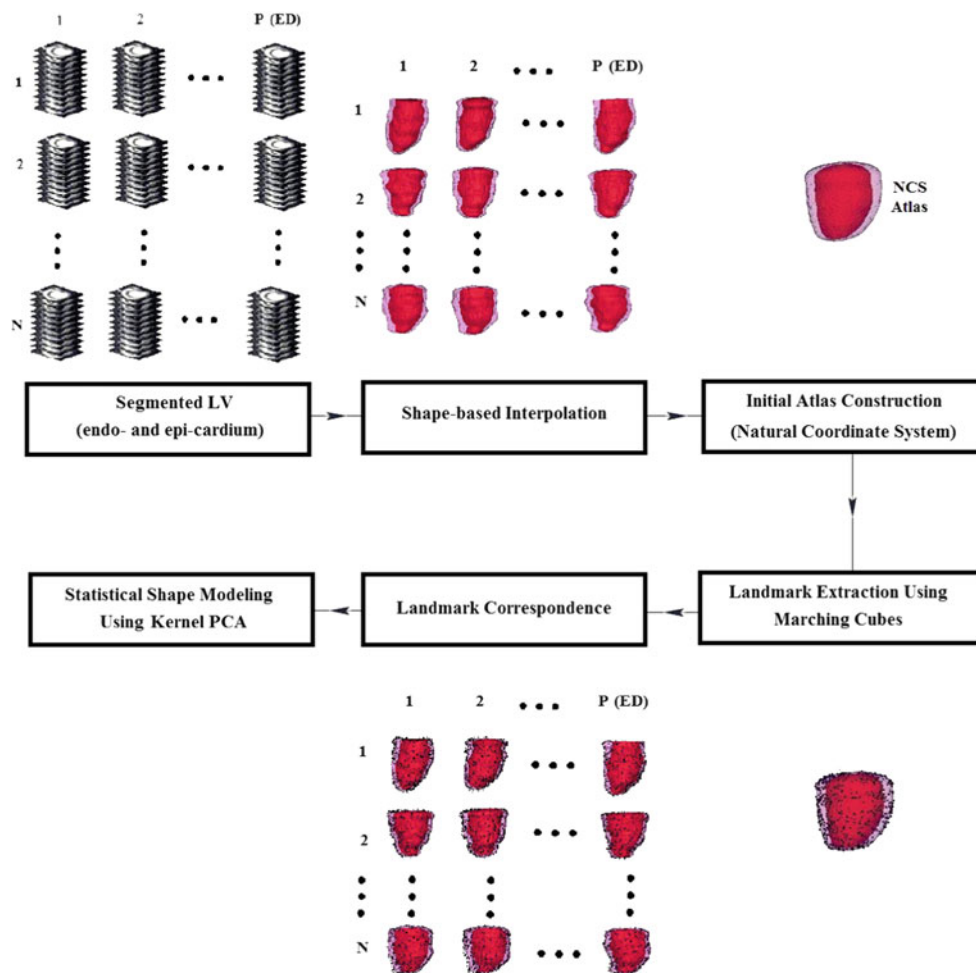 1 2 P (ED)
1
2
N
1 2 P (ED)
1
2
N
NCS
Atlas
Segmented LV
(endo- and epi-cardium)
Shape-based Interpolation
Initial Atlas Construction
(Natural Coordinate System)
Statistical Shape Modeling
Using Kernel PCA
Landmark Correspondence
Landmark Extraction Using
Marching Cubes
1 2 P (ED)
1
2
N